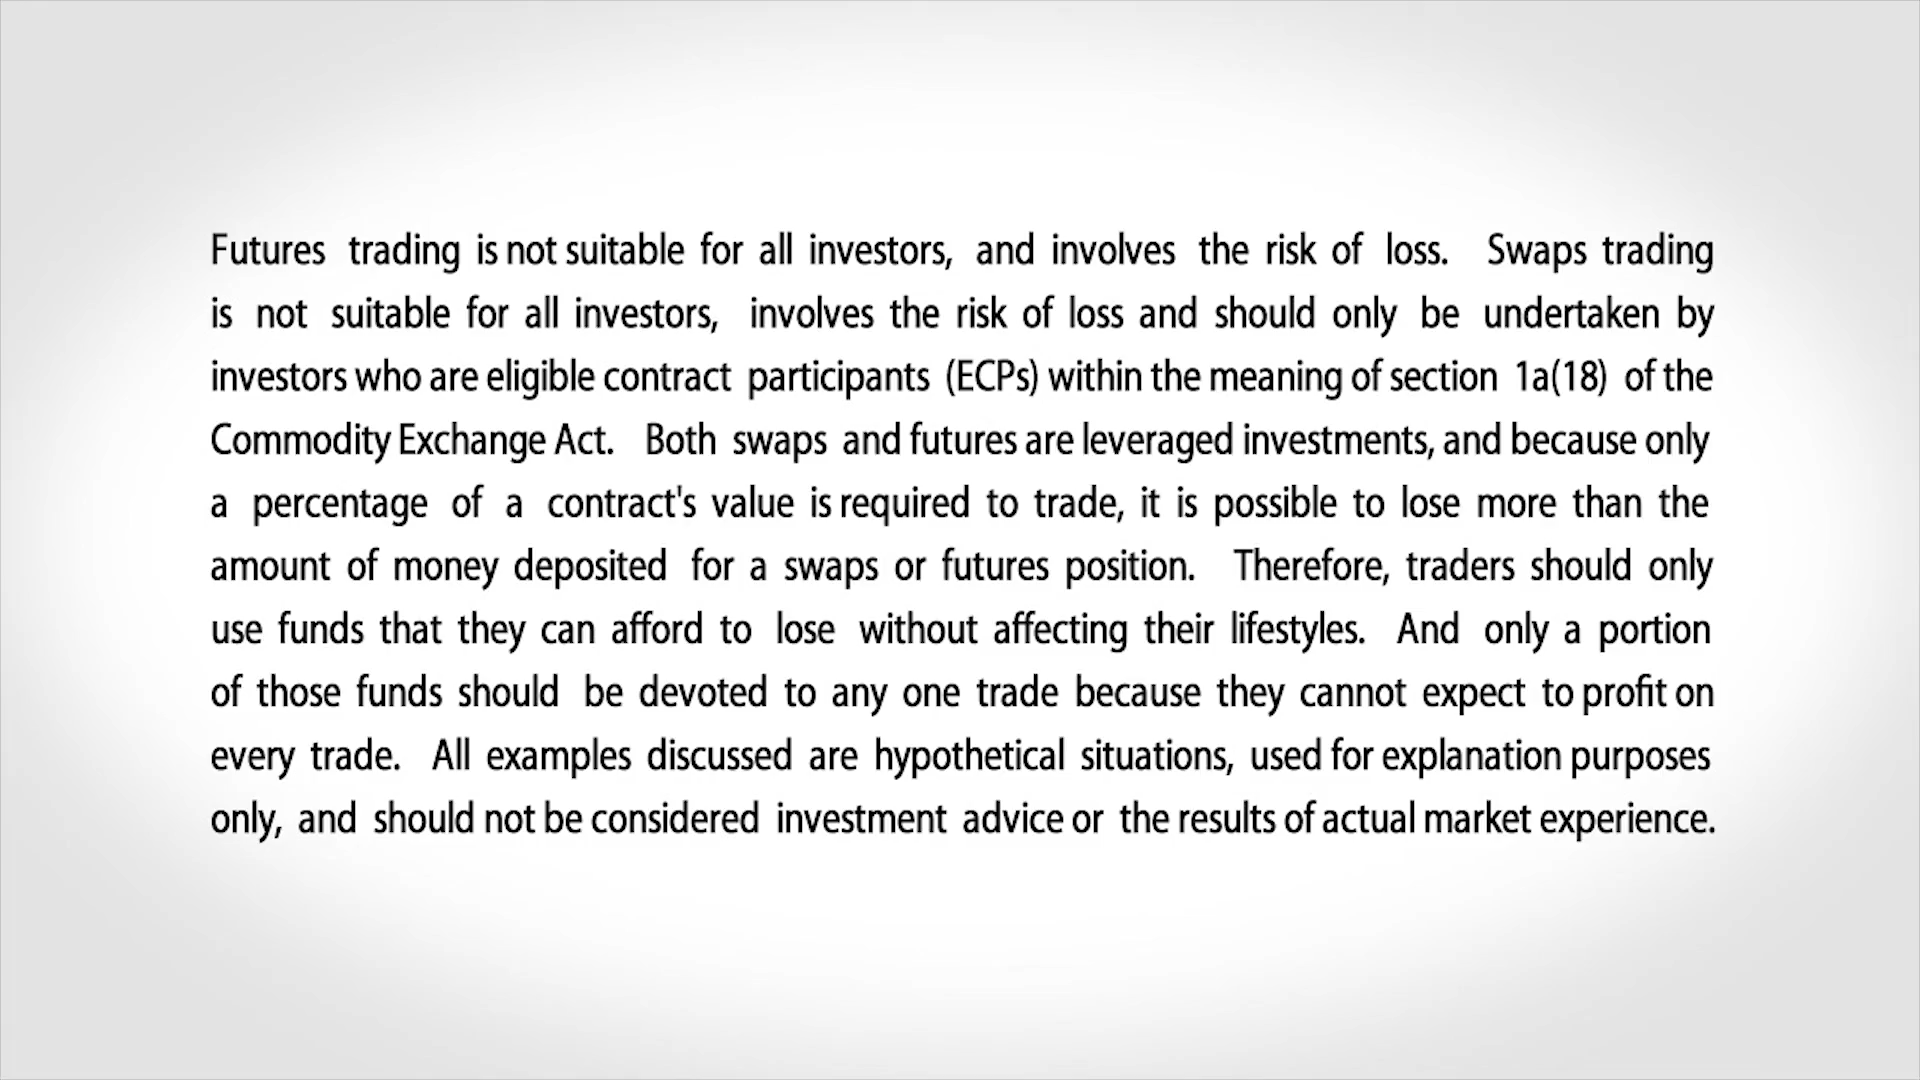 Futures trading is not suitable for all investors, and involves the risk of loss. Swaps trading
is not suitable for all investors, involves the risk of loss and should only be undertaken by
investors who are eligible contract participants (ECPs) within the meaning of section 1a(18) of the
Commodity Exchange Act. Both swaps and futures are leveraged investments, and because only
a percentage of a contract's value is required to trade, it is possible to lose more than the
amount of money deposited for a swaps or futures position. Therefore, traders should only
use funds that they can afford to lose without affecting their lifestyles. And only a portion
of those funds should be devoted to any one trade because they cannot expect to profit on
every trade. All examples discussed are hypothetical situations, used for explanation purposes
only, and should not be considered investment advice or the results of actual market experience.